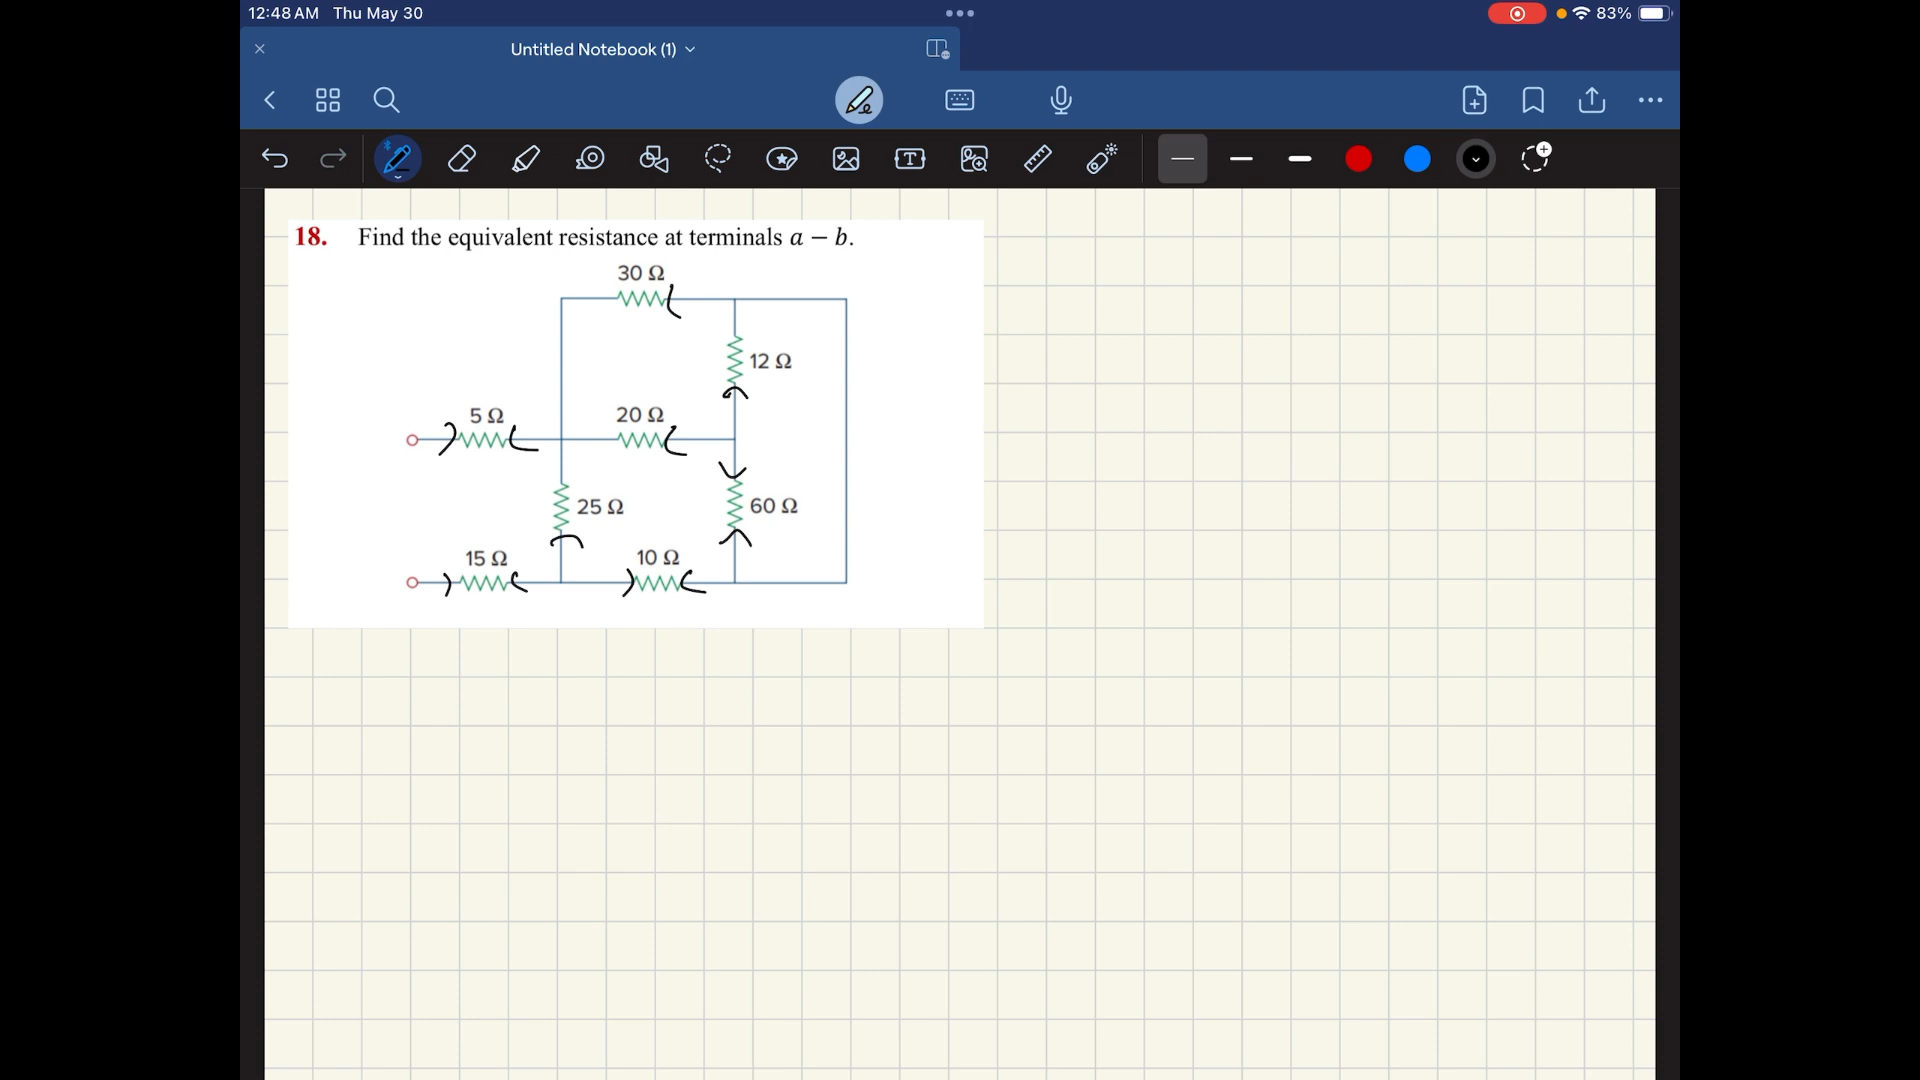 12:48 AM Thu May 30
83%
Untitled Notebook (1)
18. Find the equivalent resistance at terminals a – b.
30 Ω
12 Ω
5 Ω
20 Ω
25 Ω
60 Ω
15 Ω
10 Ω